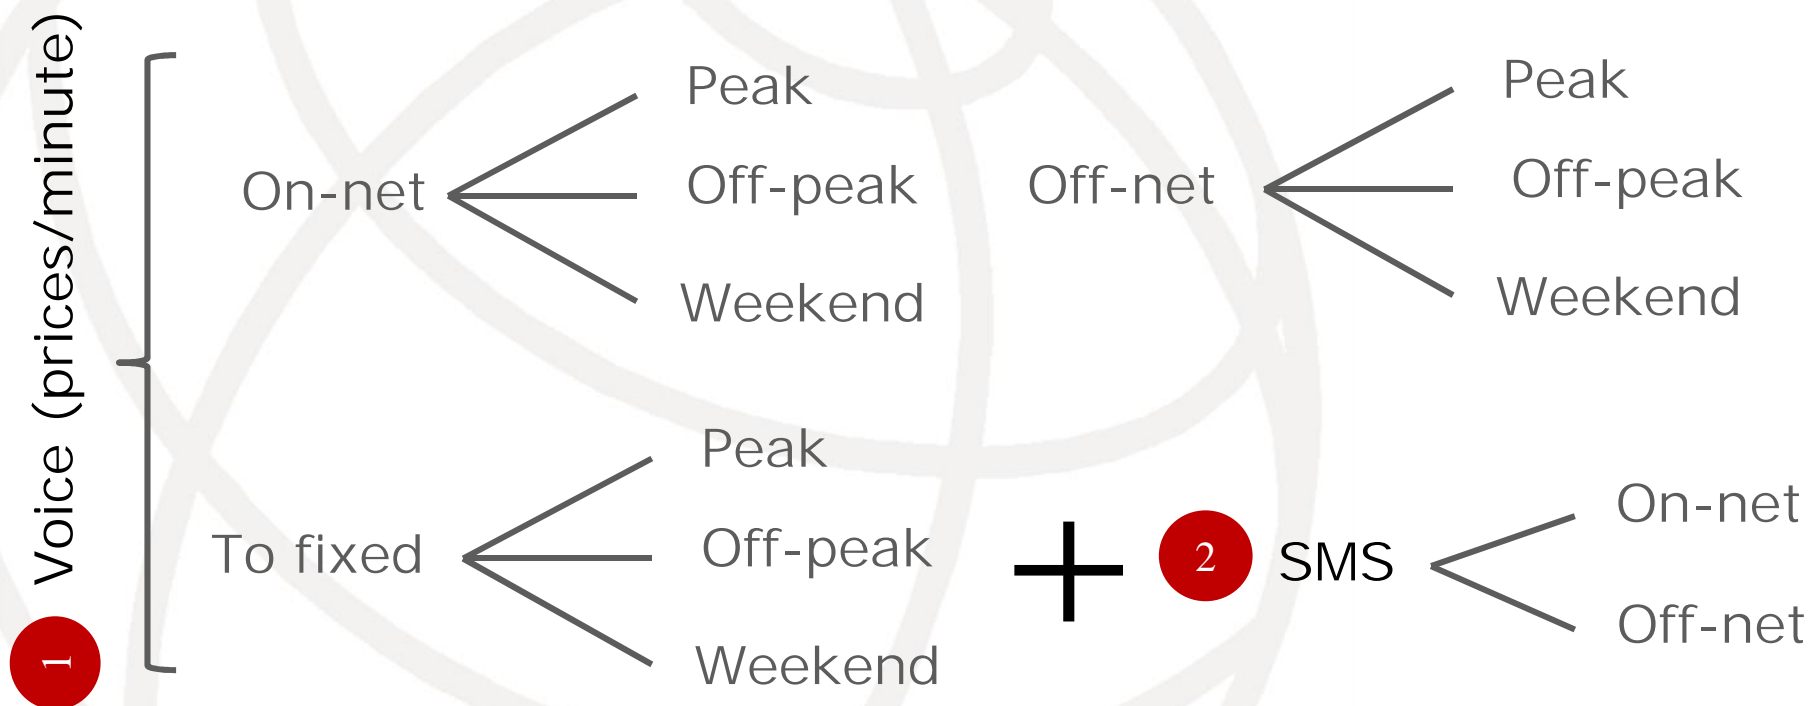 1
Voice (prices/minute)
On-net
Peak
Off-peak
Weekend
Off-net
Peak
Off-peak
Weekend
To fixed
Peak
Off-peak
Weekend
+
2
SMS
On-net
Off-net